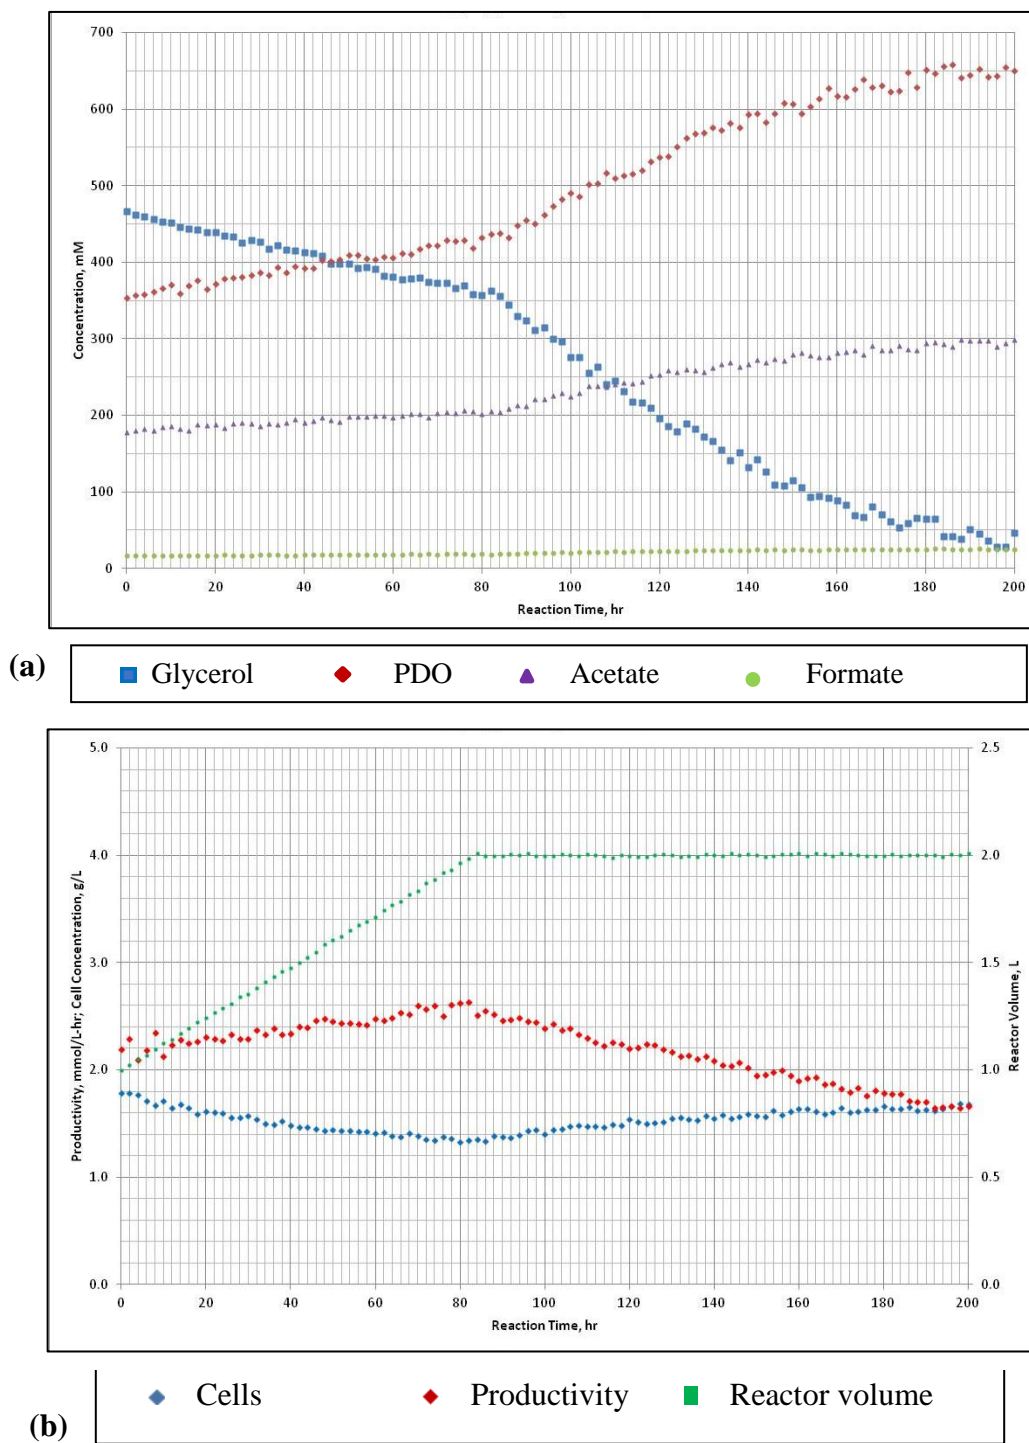 700
600
500
400
300
200
100
0
Concentration, mM
0 20 40 60 80 100 120 140 160 180 200
Reaction Time, hr
(a)
Glycerol PDO Acetate Formate
5.0 2.5
4.0 2.0
3.0 1.5
2.0 1.0
1.0 0.5
0.0 0.0
Productivity, mmol/L-hr; Cell Concentration, g/L
Reactor Volume, L
0 20 40 60 80 100 120 140 160 180 200
Reaction Time, hr
(b)
Cells Productivity Reactor volume